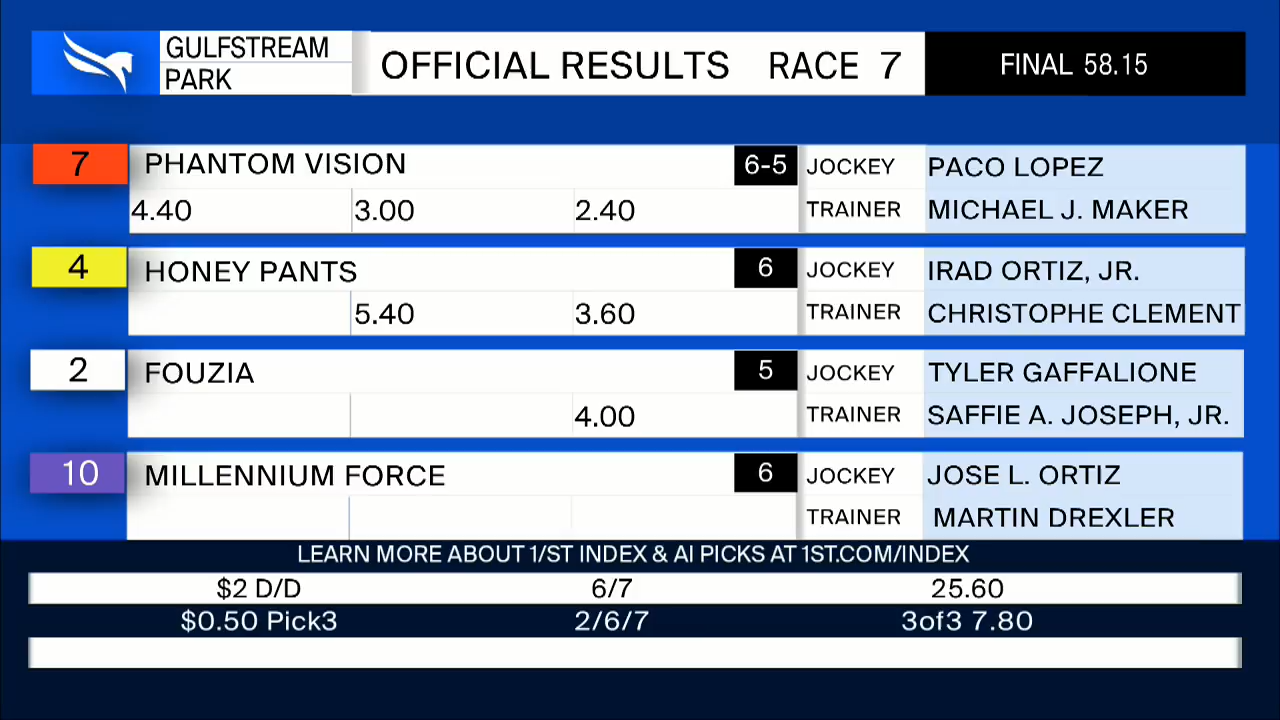 GULFSTREAM
PARK
OFFICIAL RESULTS RACE 7
FINAL 58.15
7 PHANTOM VISION 6-5 JOCKEY PACO LOPEZ
4.40 3.00 2.40 TRAINER MICHAEL J. MAKER
4 HONEY PANTS 6 JOCKEY IRAD ORTIZ, JR.
5.40 3.60 TRAINER CHRISTOPHE CLEMENT
2 FOUZIA 5 JOCKEY TYLER GAFFALIONE
4.00 TRAINER SAFFIE A. JOSEPH, JR.
10 MILLENNIUM FORCE 6 JOCKEY JOSE L. ORTIZ
TRAINER MARTIN DREXLER
LEARN MORE ABOUT 1/ST INDEX & AI PICKS AT 1ST.COM/INDEX
$2 D/D 6/7 25.60
$0.50 Pick3 2/6/7 3of3 7.80